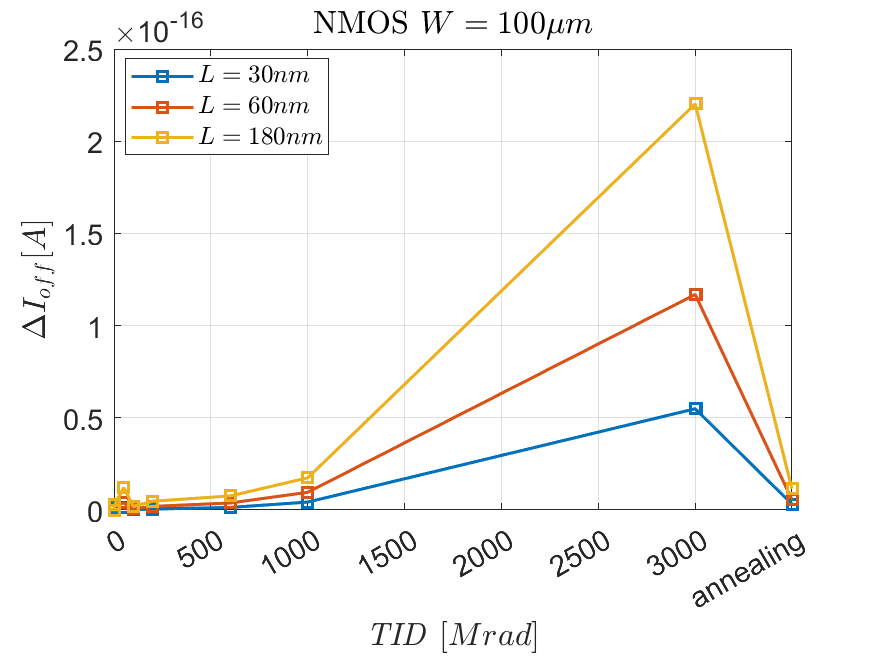 NMOS W = 100μm
×10-16
2.5
2
1.5
1
0.5
0
L = 30nm
L = 60nm
L = 180nm
ΔIoff[A]
0
500
1000
1500
2000
2500
3000
annealing
TID [Mrad]